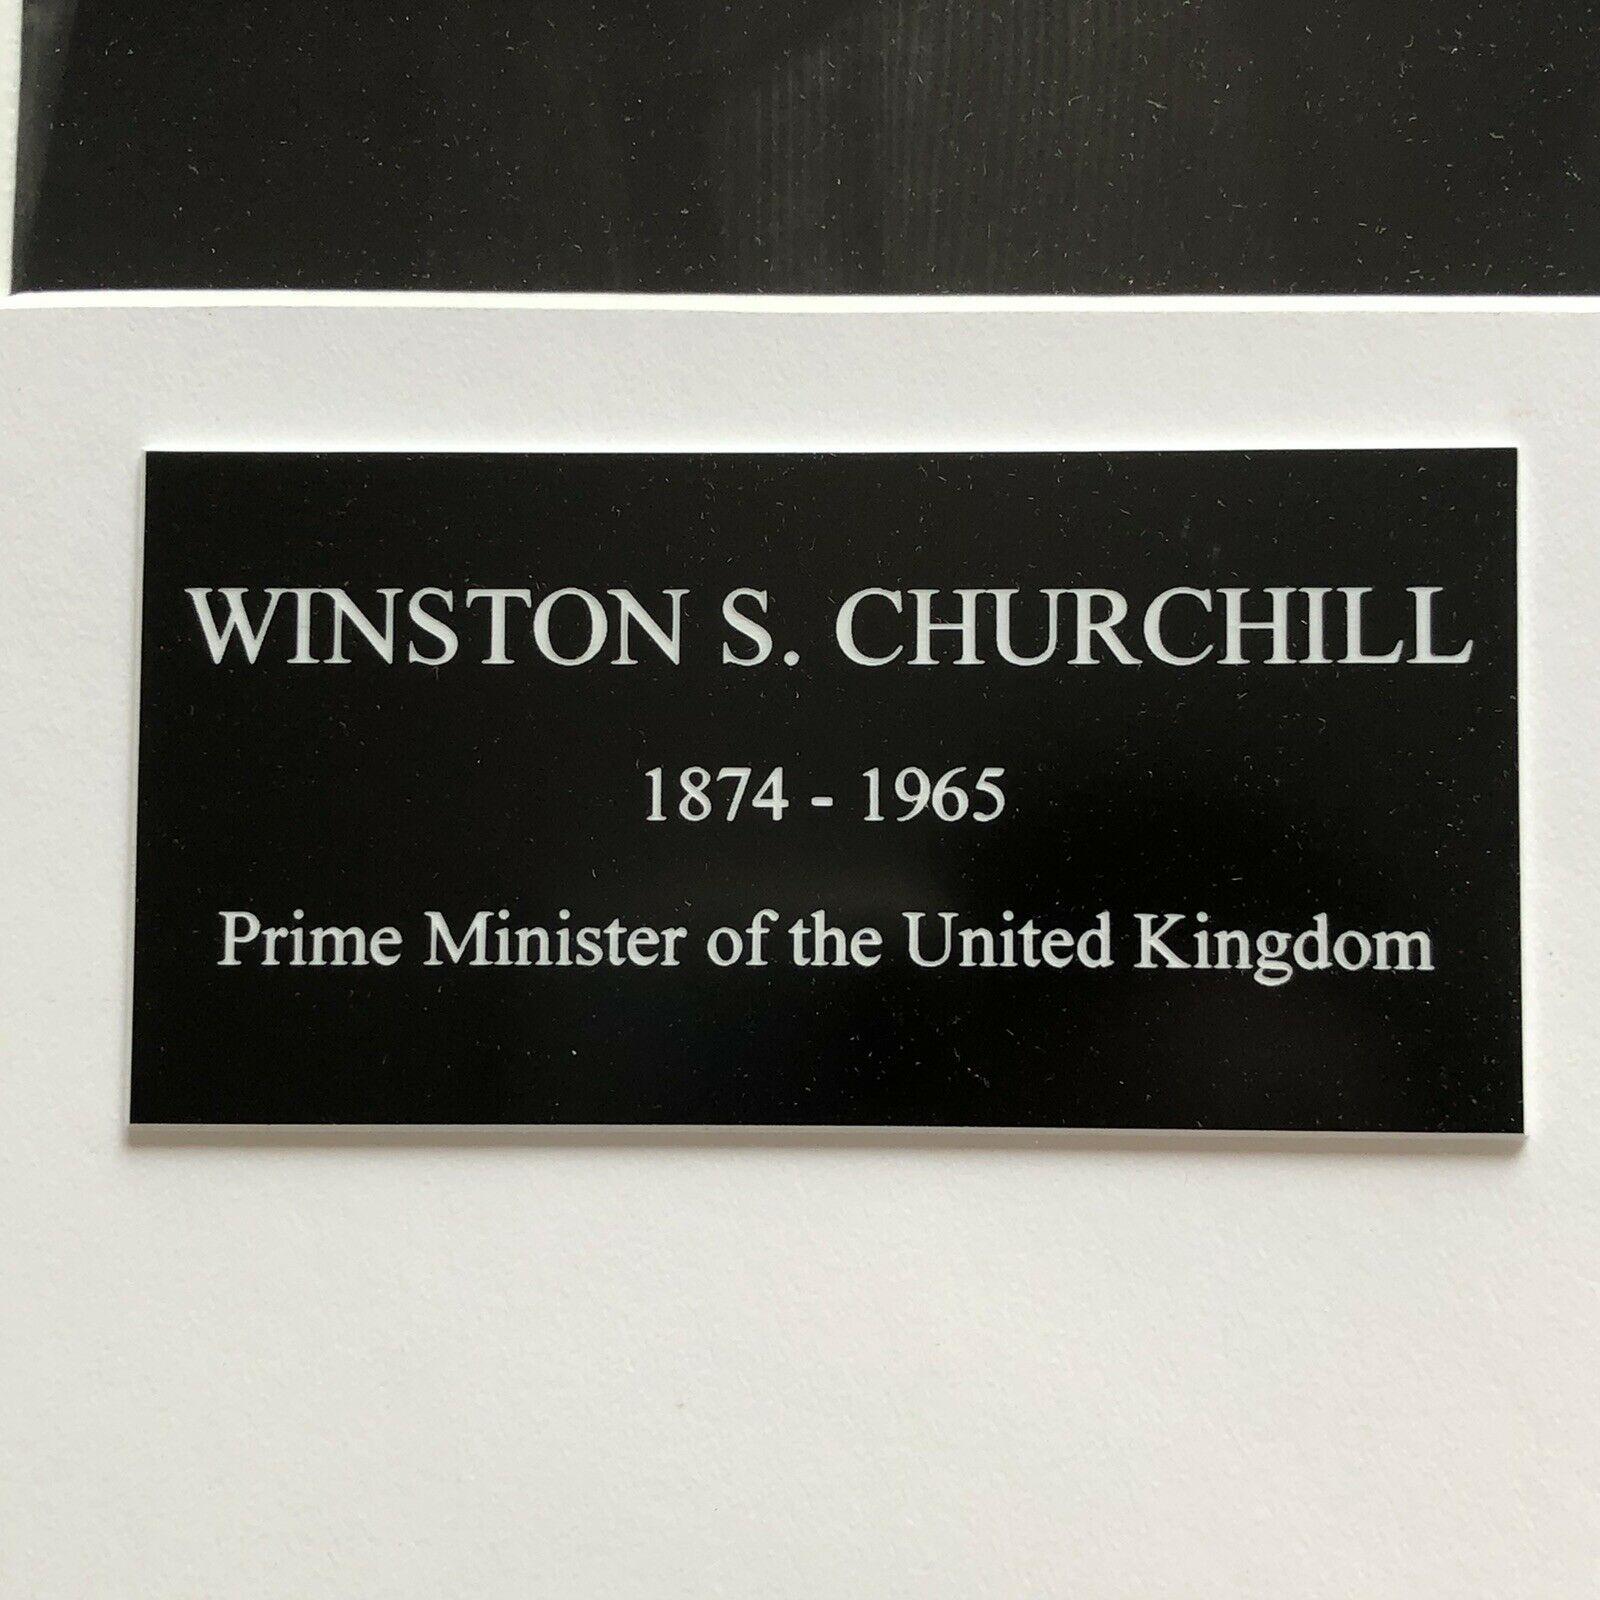 WINSTON S. CHURCHILL
1874 - 1965
Prime Minister of the United Kingdom